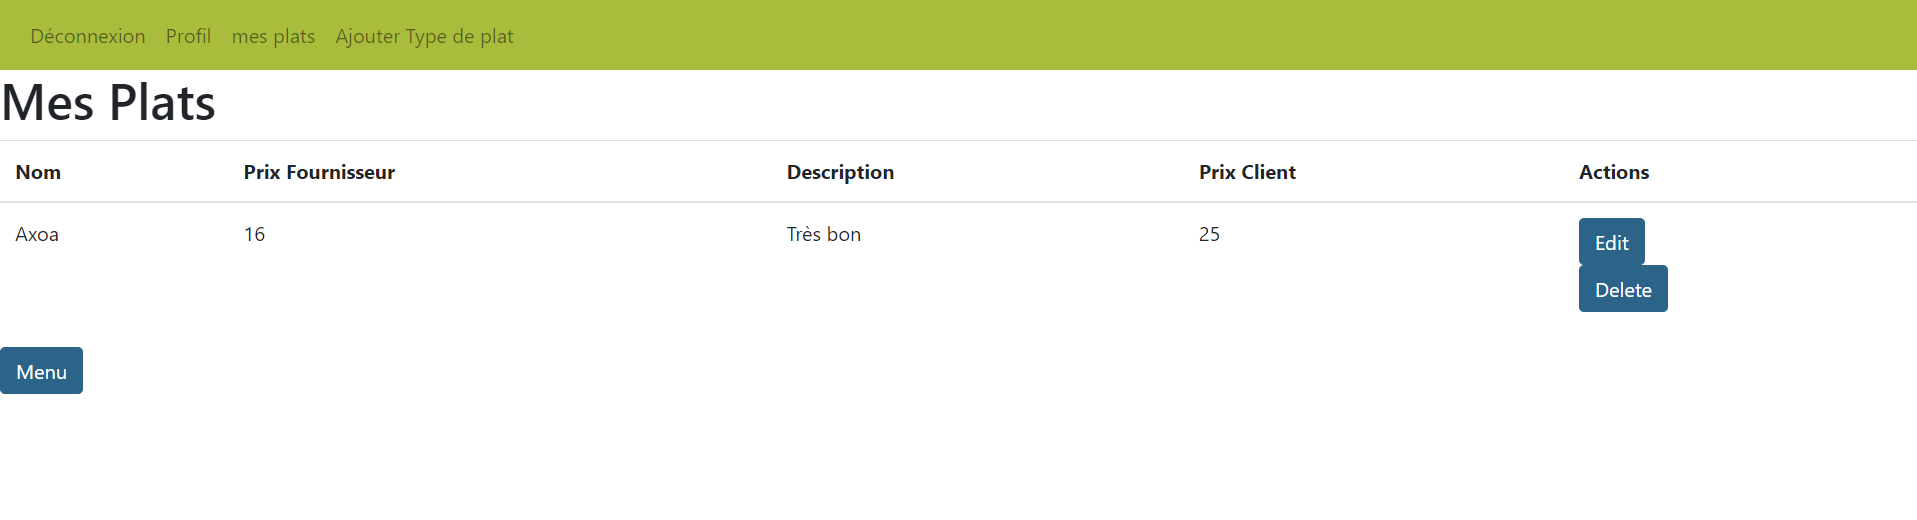 Déconnexion Profil mes plats Ajouter Type de plat
Mes Plats
Nom Prix Fournisseur Description Prix Client Actions
Axoa 16 Très bon 25 Edit
Delete
Menu